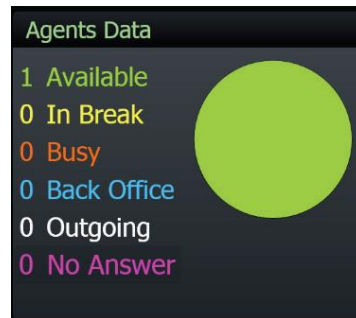 Agents Data
1 Available
0 In Break
0 Busy
0 Back Office
0 Outgoing
0 No Answer